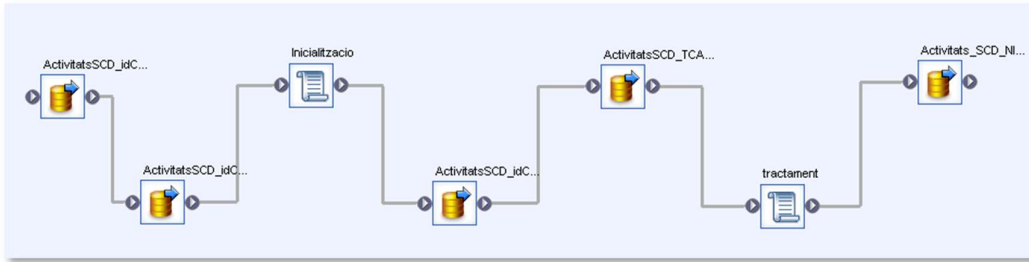 ActivitatsSCD_idC...
ActivitatsSCD_idC...
Inicialitzacio
ActivitatsSCD_idC...
ActivitatsSCD_TCA...
tractament
Activitats_SCD_NI...